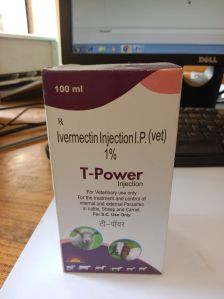 100 ml
Rx
Ivermectin Injection I.P. (vet)
1%
T-Power
Injection
For Veterinary use only
For the treatment and control of
internal and external Parasites
in cattle, Sheep and Camel
For S.C. Use Only
टी-पॉवर